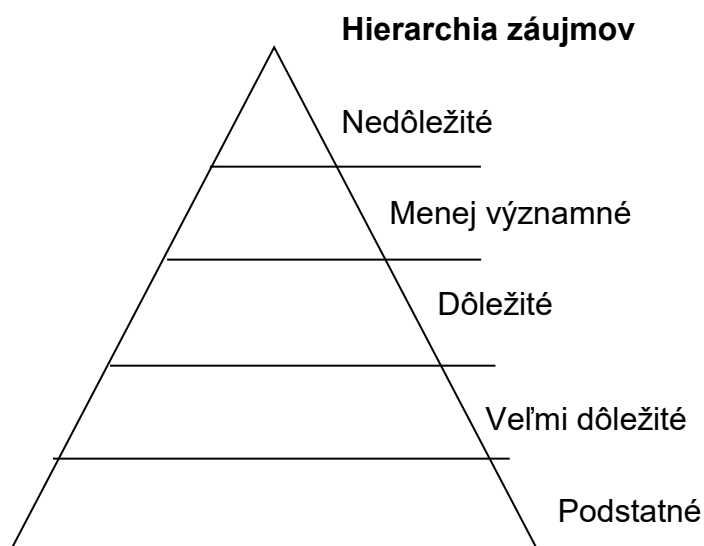 Hierarchia záujmov
Nedôležité
Menej významné
Dôležité
Veľmi dôležité
Podstatné